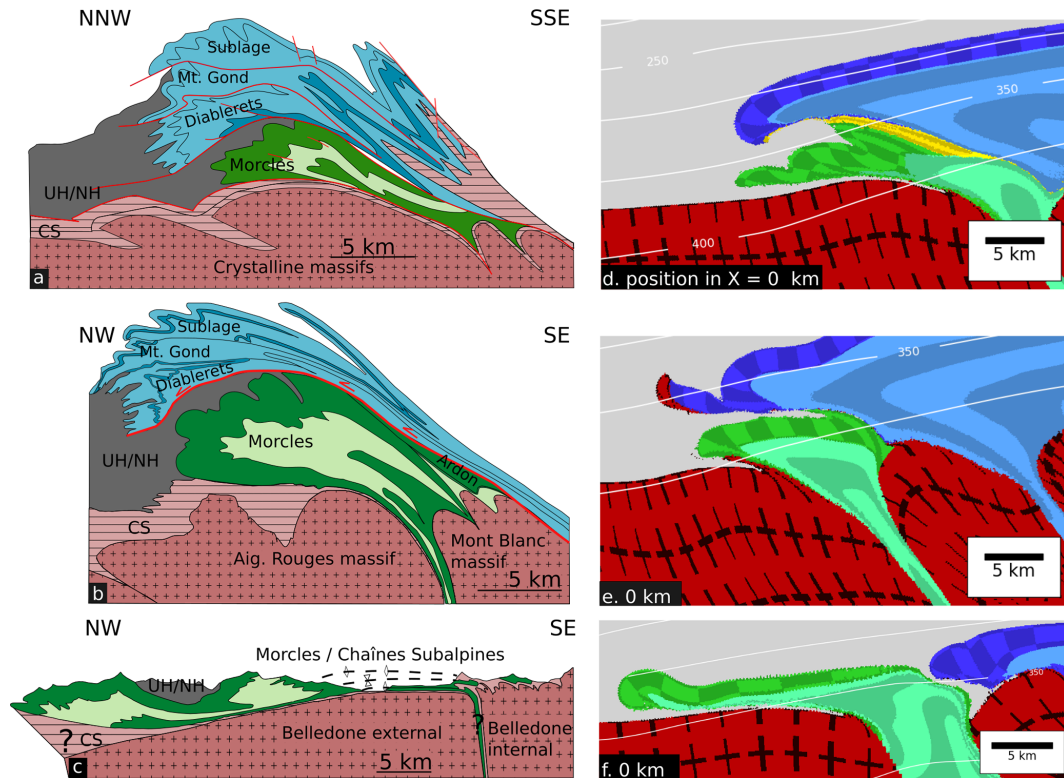 NNW
SSE
Sublage
Mt. Gond
Diablerets
Morcles
UH/NH
CS
5 km
Crystalline massifs
a
250
350
400
5 km
d. position in X = 0 km
NW
SE
Sublage
Mt. Gond
Diablerets
Morcles
UH/NH
Ardon
CS
Mont Blanc
massif
Aig. Rouges massif
5 km
b
350
5 km
e. 0 km
NW
SE
Morcles / Chaînes Subalpines
UH/NH
?
?
CS
Belledone external
Belledone
internal
5 km
c
350
5 km
f. 0 km